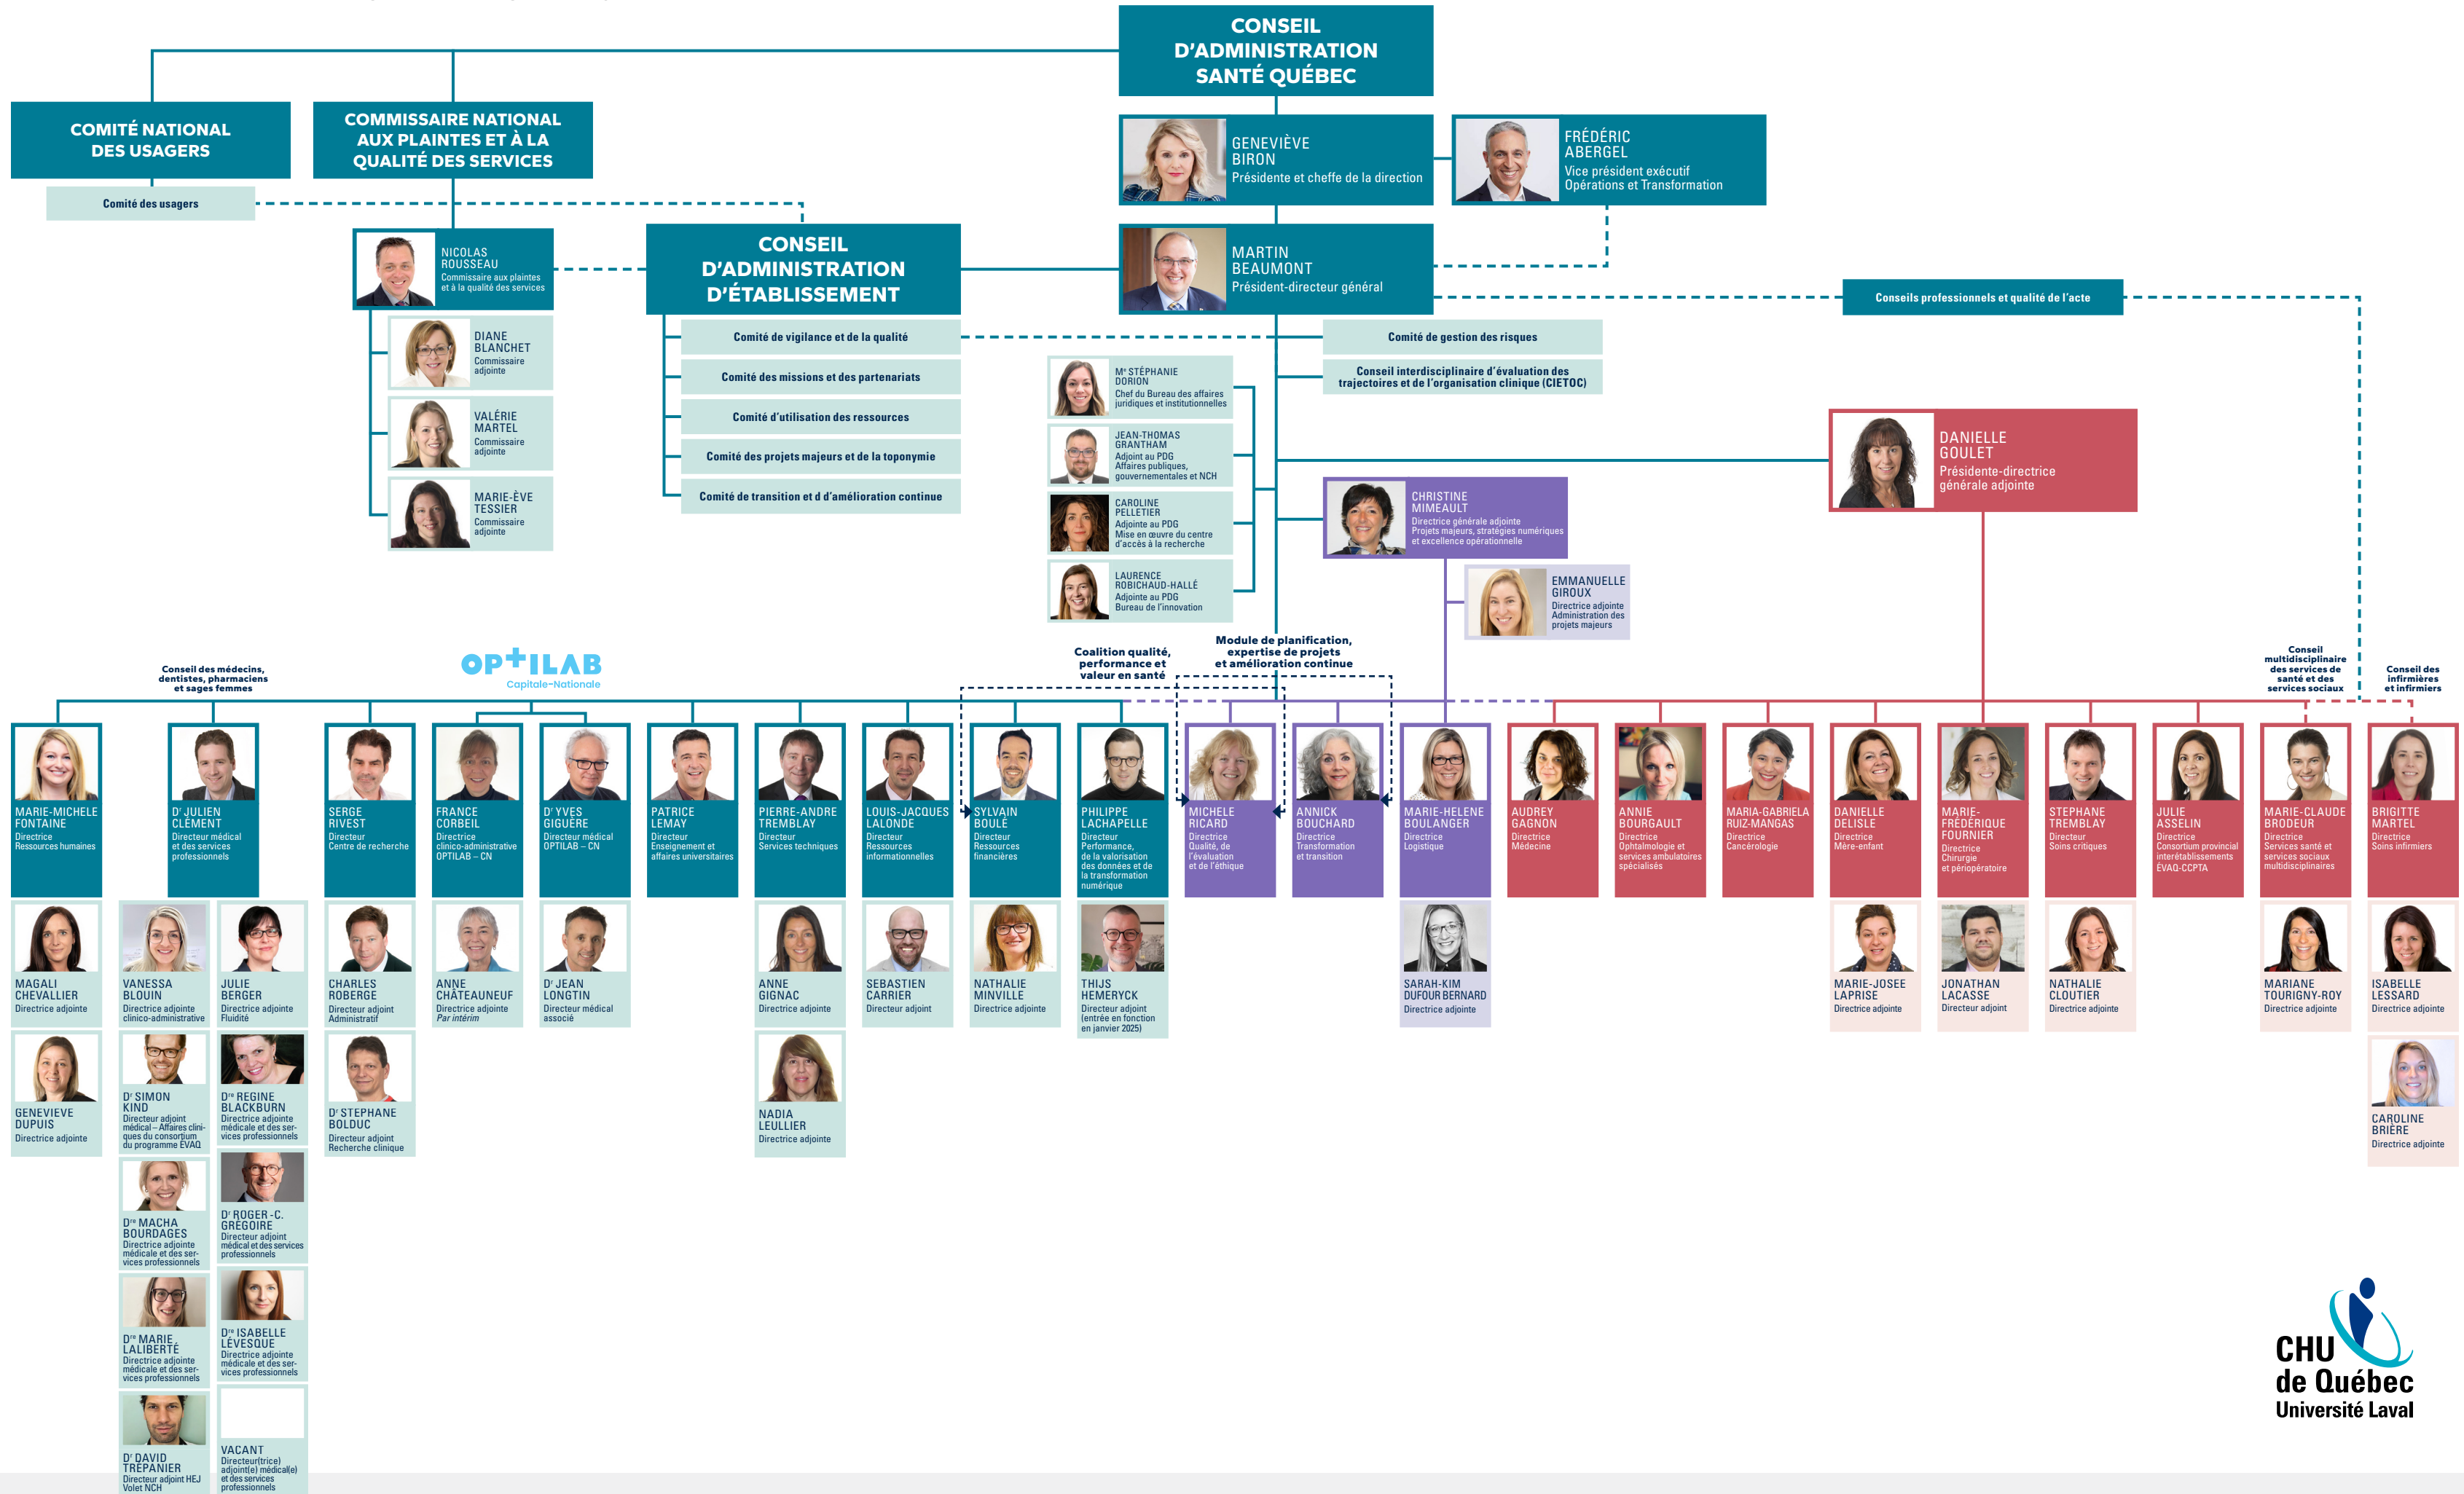 CONSEIL
D'ADMINISTRATION
SANTÉ QUÉBEC
COMITÉ NATIONAL
DES USAGERS
COMMISSAIRE NATIONAL
AUX PLAINTES ET À LA
QUALITÉ DES SERVICES
GENEVIÈVE
BIRON
Présidente et cheffe de la direction
FRÉDÉRIC
ABERGEL
Vice président exécutif
Opérations et Transformation
Comité des usagers
NICOLAS
ROUSSEAU
Commissaire aux plaintes
et à la qualité des services
CONSEIL
D'ADMINISTRATION
D'ÉTABLISSEMENT
MARTIN
BEAUMONT
Président-directeur général
Conseils professionnels et qualité de l'acte
DIANE
BLANCHET
Commissaire
adjointe
VALÉRIE
MARTEL
Commissaire
adjointe
MARIE-ÈVE
TESSIER
Commissaire
adjointe
Comité de vigilance et de la qualité
Comité des missions et des partenariats
Comité d'utilisation des ressources
Comité des projets majeurs et de la toponymie
Comité de transition et d d'amélioration continue
Comité de gestion des risques
Conseil interdisciplinaire d'évaluation des
trajectoires et de l'organisation clinique (CIETOC)
Me STÉPHANIE
DORION
Chef du Bureau des affaires
juridiques et institutionnelles
JEAN-THOMAS
GRANTHAM
Adjoint au PDG
Affaires publiques,
gouvernementales et NCH
CAROLINE
PELLETIER
Adjointe au PDG
Mise en œuvre du centre
d'accès à la recherche
LAURENCE
ROBICHAUD-HALLÉ
Adjointe au PDG
Bureau de l'innovation
DANIELLE
GOULET
Présidente-directrice
générale adjointe
CHRISTINE
MIMEAULT
Directrice générale adjointe
Projets majeurs, stratégies numériques
et excellence opérationnelle
EMMANUELLE
GIROUX
Directrice adjointe
Administration des
projets majeurs
Conseil des médecins,
dentistes, pharmaciens
et sages femmes
OPTILAB
Capitale-Nationale
Coalition qualité,
performance et
valeur en santé
Module de planification,
expertise de projets
et amélioration continue
Conseil
multidisciplinaire
des services de
santé et des
services sociaux
Conseil des
infirmières
et infirmiers
MARIE-MICHELE
FONTAINE
Directrice
Ressources humaines
Dr JULIEN
CLÉMENT
Directeur médical
et des services
professionnels
SERGE
RIVEST
Directeur
Centre de recherche
FRANCE
CORBEIL
Directrice
clinico-administrative
OPTILAB – CN
Dr YVES
GIGUÈRE
Directeur médical
OPTILAB – CN
PATRICE
LEMAY
Directeur
Enseignement et
affaires universitaires
PIERRE-ANDRE
TREMBLAY
Directeur
Services techniques
LOUIS-JACQUES
LALONDE
Directeur
Ressources
informationnelles
SYLVAIN
BOULÉ
Directeur
Ressources
financières
PHILIPPE
LACHAPELLE
Directeur
Performance,
de la valorisation
des données et de
la transformation
numérique
MICHELE
RICARD
Directrice
Qualité, de
l'évaluation
et de l'éthique
ANNICK
BOUCHARD
Directrice
Transformation
et transition
MARIE-HELENE
BOULANGER
Directrice
Logistique
AUDREY
GAGNON
Directrice
Médecine
ANNIE
BOURGAULT
Directrice
Ophtalmologie et
services ambulatoires
spécialisés
MARIA-GABRIELA
RUIZ-MANGAS
Directrice
Cancérologie
DANIELLE
DELISLE
Directrice
Mère-enfant
MARIE-
FRÉDÉRIQUE
FOURNIER
Directrice
Chirurgie
et périopératoire
STEPHANE
TREMBLAY
Directeur
Soins critiques
JULIE
ASSELIN
Directrice
Consortium provincial
interétablissements
ÉVAQ-CCPTA
MARIE-CLAUDE
BRODEUR
Directrice
Services santé et
services sociaux
multidisciplinaires
BRIGITTE
MARTEL
Directrice
Soins infirmiers
MAGALI
CHEVALLIER
Directrice adjointe
VANESSA
BLOUIN
Directrice adjointe
clinico-administrative
JULIE
BERGER
Directrice adjointe
Fluidité
CHARLES
ROBERGE
Directeur adjoint
Administratif
ANNE
CHÂTEAUNEUF
Directrice adjointe
Par intérim
Dr JEAN
LONGTIN
Directeur médical
associé
ANNE
GIGNAC
Directrice adjointe
SEBASTIEN
CARRIER
Directeur adjoint
NATHALIE
MINVILLE
Directrice adjointe
THIJS
HEMERYCK
Directeur adjoint
(entrée en fonction
en janvier 2025)
SARAH-KIM
DUFOUR BERNARD
Directrice adjointe
MARIE-JOSEE
LAPRISE
Directrice adjointe
JONATHAN
LACASSE
Directeur adjoint
NATHALIE
CLOUTIER
Directrice adjointe
MARIANE
TOURIGNY-ROY
Directrice adjointe
ISABELLE
LESSARD
Directrice adjointe
GENEVIEVE
DUPUIS
Directrice adjointe
Dr SIMON
KIND
Directeur adjoint
médical – Affaires clini-
ques du consortium
du programme ÉVAQ
Dre REGINE
BLACKBURN
Directrice adjointe
médicale et des ser-
vices professionnels
Dr STEPHANE
BOLDUC
Directeur adjoint
Recherche clinique
NADIA
LEULLIER
Directrice adjointe
CAROLINE
BRIÈRE
Directrice adjointe
Dre MACHA
BOURDAGES
Directrice adjointe
médicale et des ser-
vices professionnels
Dr ROGER -C.
GRÉGOIRE
Directeur adjoint
médical et des services
professionnels
Dre MARIE
LALIBERTÉ
Directrice adjointe
médicale et des ser-
vices professionnels
Dre ISABELLE
LÉVESQUE
Directrice adjointe
médicale et des ser-
vices professionnels
Dr DAVID
TRÉPANIER
Directeur adjoint HEJ
Volet NCH
VACANT
Directeur(trice)
adjoint(e) médical(e)
et des services
professionnels
CHU
de Québec
Université Laval